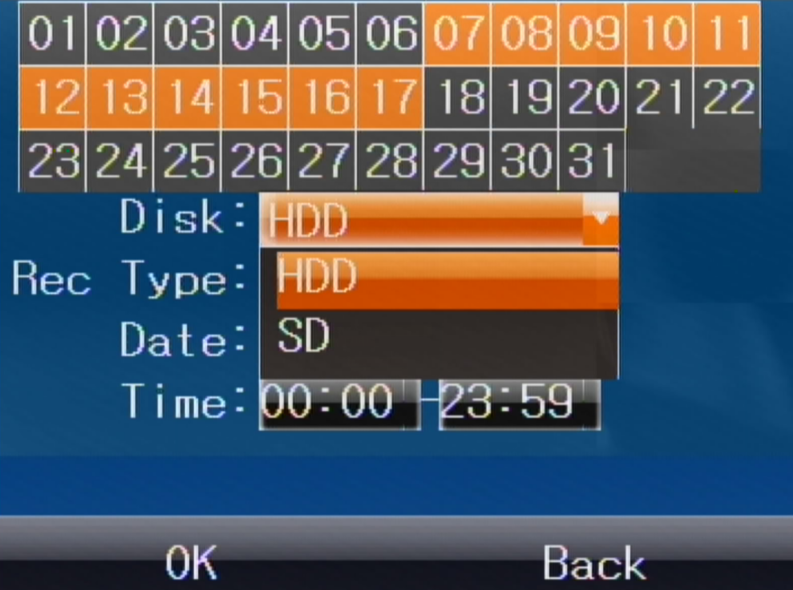 01 02 03 04 05 06 07 08 09 10 11
12 13 14 15 16 17 18 19 20 21 22
23 24 25 26 27 28 29 30 31
Disk: HDD
Rec Type: HDD
SD
Date:
Time: 00:00 - 23:59
OK Back